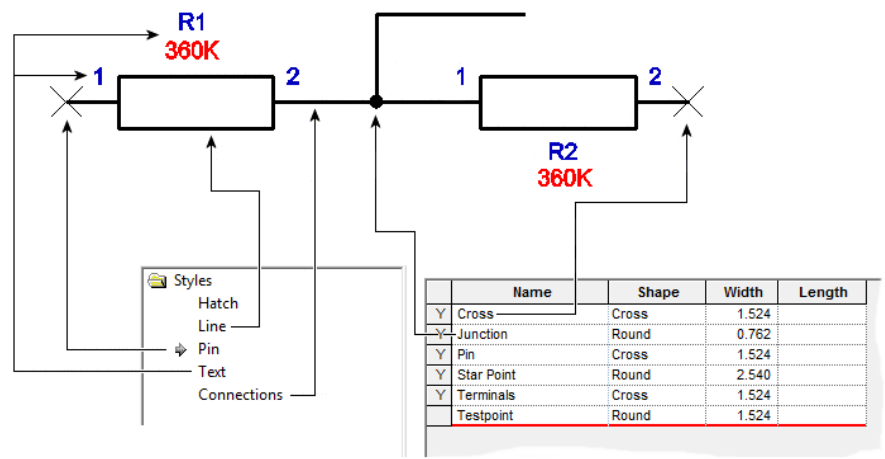 R1
360K
1 2 1 2
R2
360K
Styles
Hatch
Line
Pin
Text
Connections
Name Shape Width Length
Y Cross Cross 1.524
Y Junction Round 0.762
Y Pin Cross 1.524
Y Star Point Round 2.540
Y Terminals Cross 1.524
Testpoint Round 1.524